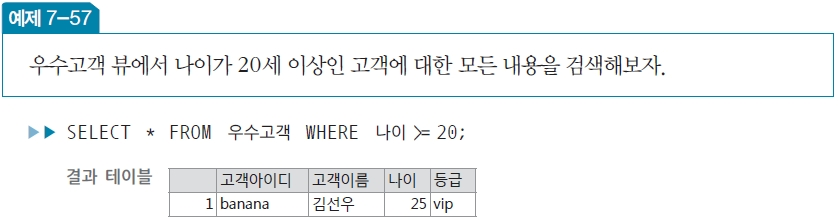 예제 7-57
우수고객 뷰에서 나이가 20세 이상인 고객에 대한 모든 내용을 검색해보자.
▶▶ SELECT * FROM 우수고객 WHERE 나이 >= 20;
결과 테이블
고객아이디 고객이름 나이 등급
1 banana 김선우 25 vip